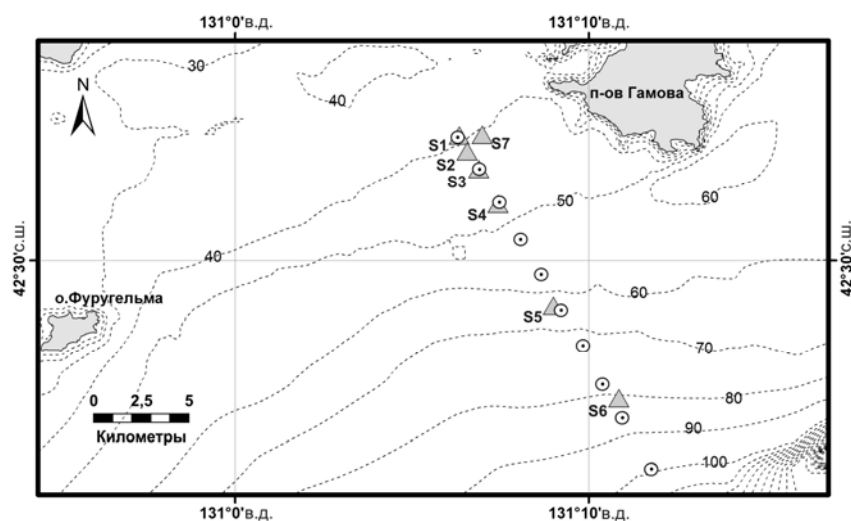 131°0'в.д.
131°10'в.д.
30
40
N
п-ов Гамова
S1
S7
S2
S3
60
S4
50
42°30'с.ш.
42°30'с.ш.
40
о.Фуругельма
60
S5
70
80
0 2,5 5
S6
90
Километры
100
131°0'в.д.
131°10'в.д.